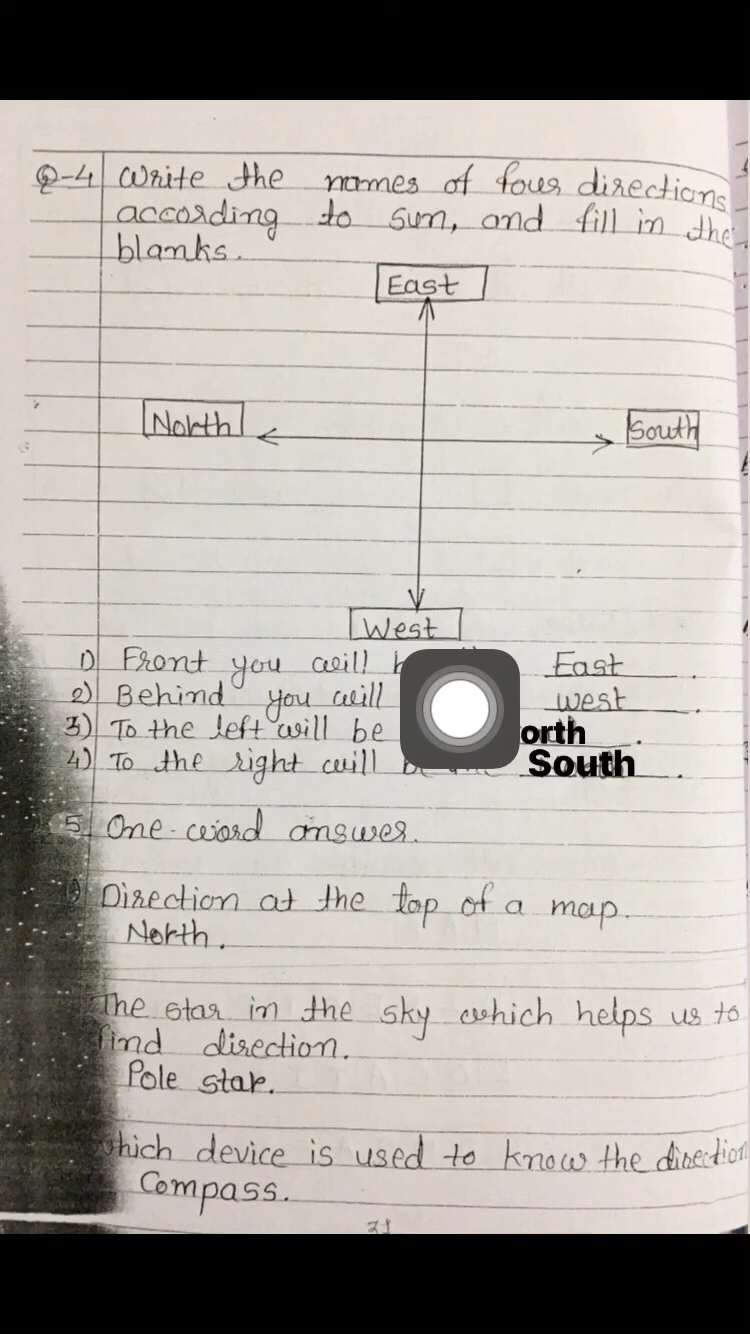 Q-4 Write the names of four directions
according to sun, and fill in the
blanks.
East
North
South
West
1) Front you will East.
2) Behind you will west.
3) To the left will be orth.
4) To the right will South.
5 One-word answer.
Direction at the top of a map.
North.
The star in the sky which helps us to
find direction.
Pole star.
which device is used to know the direction
Compass.